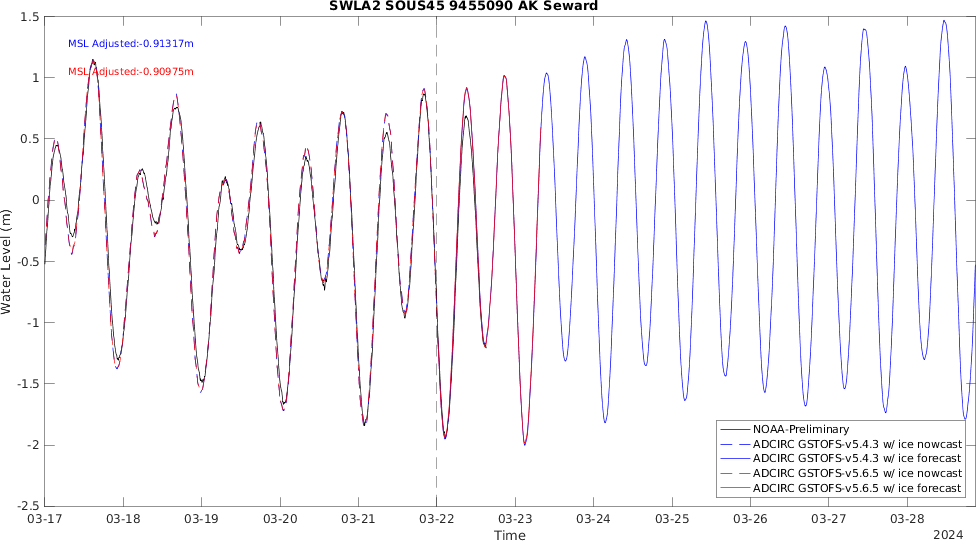 SWLA2 SOUS45 9455090 AK Seward
MSL Adjusted:-0.91317m
MSL Adjusted:-0.90975m
1.5
1
0.5
0
-0.5
-1
-1.5
-2
-2.5
Water Level (m)
NOAA-Preliminary
ADCIRC GSTOFS-v5.4.3 w/ ice nowcast
ADCIRC GSTOFS-v5.4.3 w/ ice forecast
ADCIRC GSTOFS-v5.6.5 w/ ice nowcast
ADCIRC GSTOFS-v5.6.5 w/ ice forecast
03-17 03-18 03-19 03-20 03-21 03-22 03-23 03-24 03-25 03-26 03-27 03-28
Time
2024